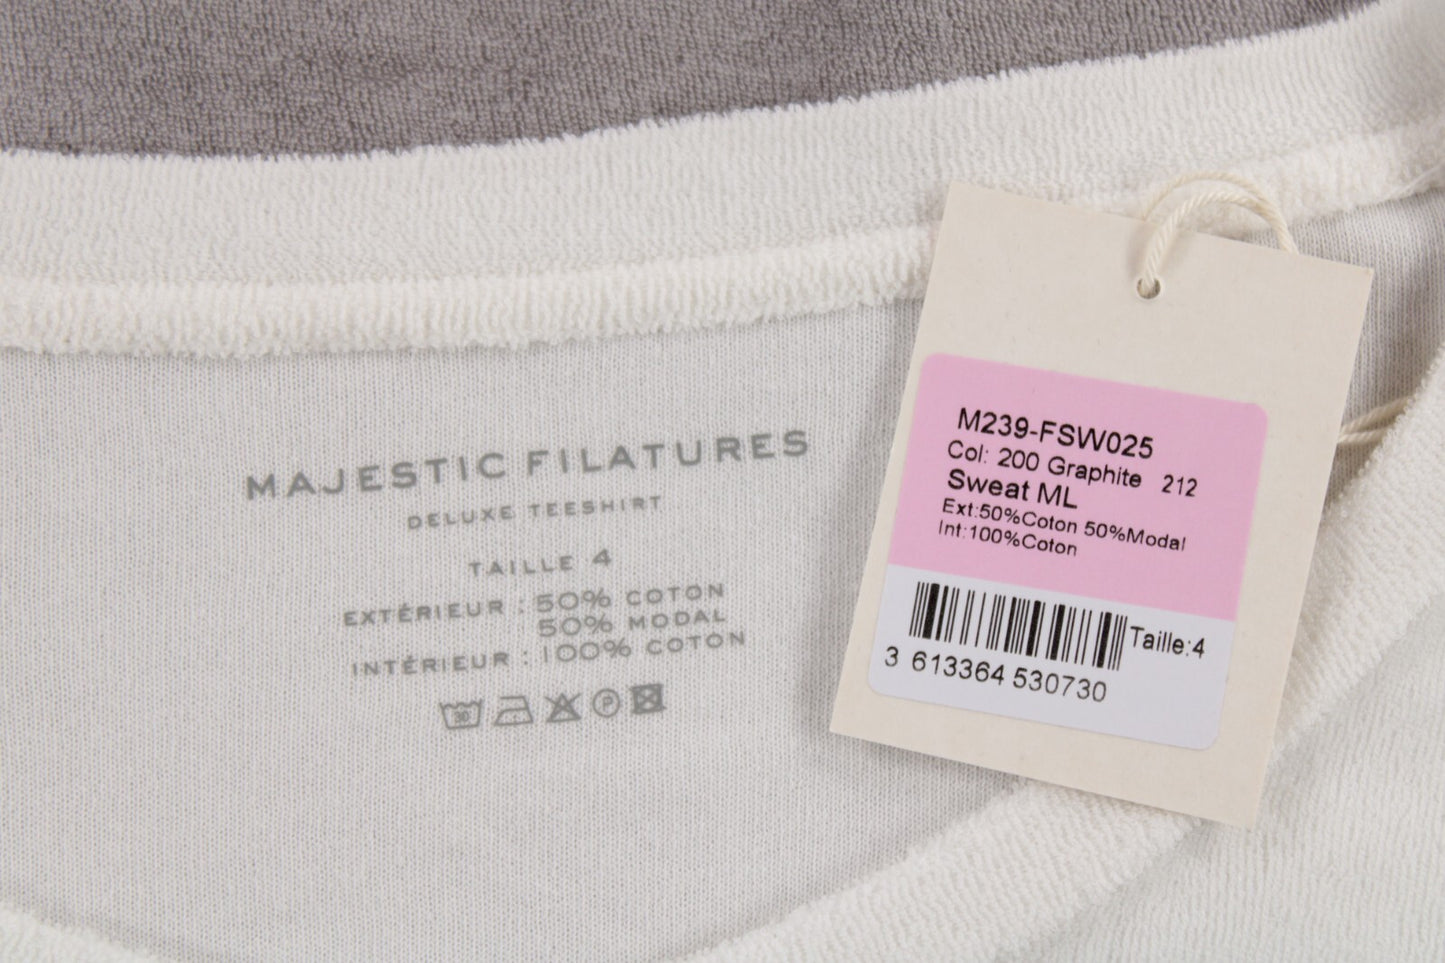 MAJESTIC FILATURES
DELUXE TEESHIRT
TAILLE 4
EXTÉRIEUR : 50% COTON
50% MODAL
INTÉRIEUR : 100% COTON
30
P
M239-FSW025
Col: 200 Graphite 212
Sweat ML
Ext:50%Coton 50%Modal
Int:100%Coton
Taille:4
3 613364 530730